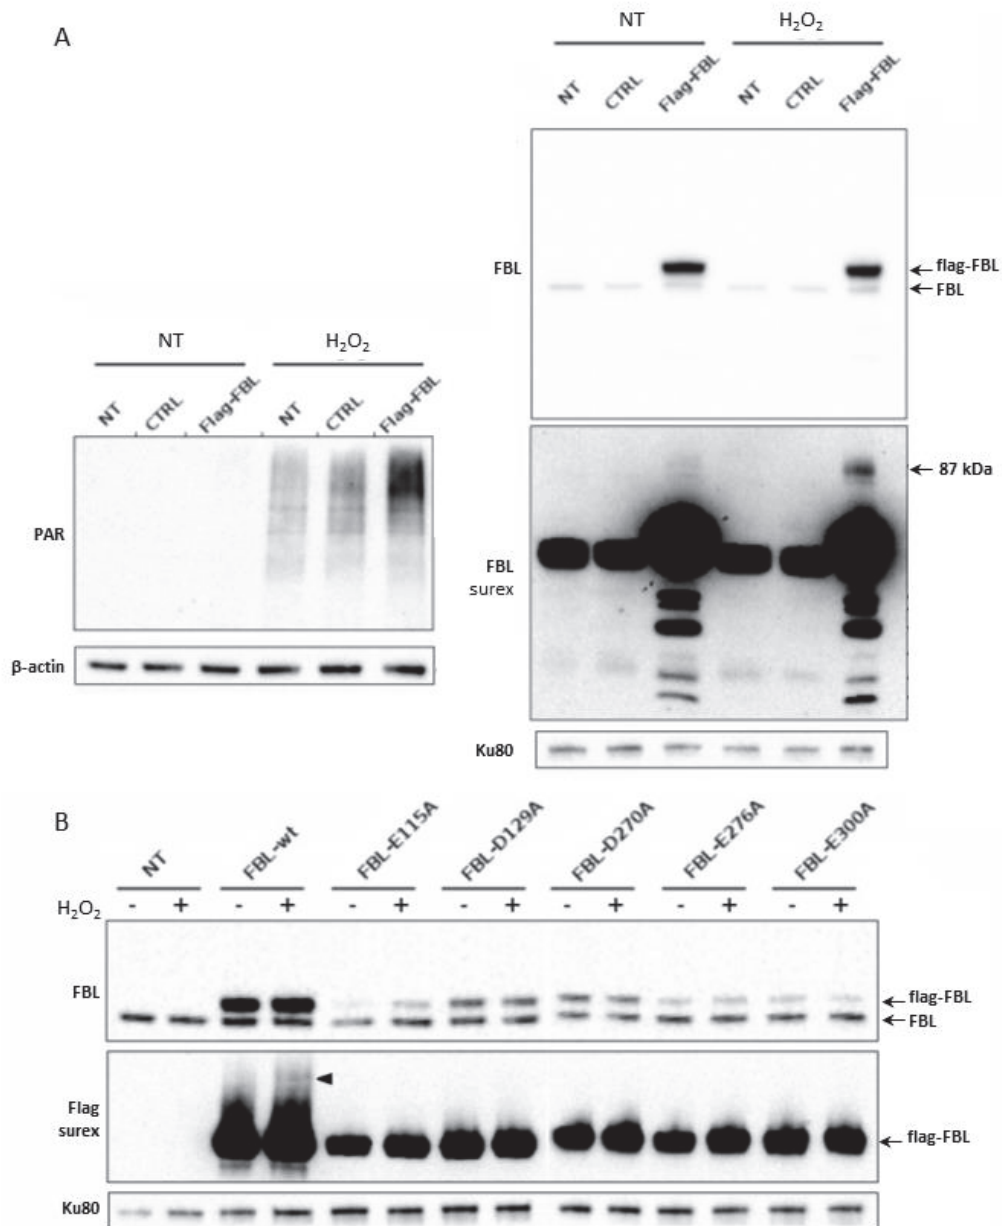 A
NT H₂O₂
NT CTRL Flag-FBL NT CTRL Flag-FBL
FBL
flag-FBL
FBL
NT H₂O₂
NT CTRL Flag-FBL NT CTRL Flag-FBL
PAR
β-actin
87 kDa
FBL
surex
Ku80
B
NT FBL-wt FBL-E115A FBL-D129A FBL-D270A FBL-E276A FBL-E300A
H₂O₂ - + - + - + - + - + - + - +
FBL
flag-FBL
FBL
Flag
surex
flag-FBL
Ku80